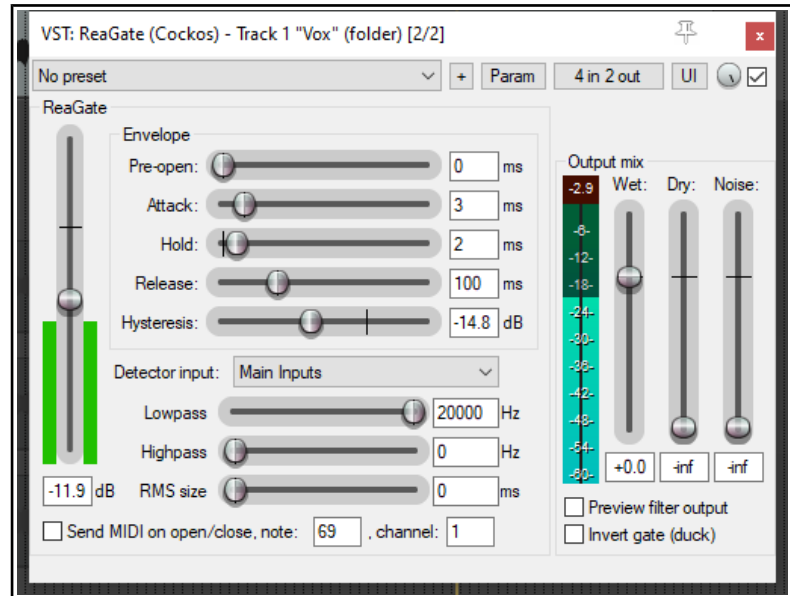 VST: ReaGate (Cockos) - Track 1 "Vox" (folder) [2/2]
x
No preset
+
Param
4 in 2 out
UI
ReaGate
Envelope
Pre-open: 0 ms
Attack: 3 ms
Hold: 2 ms
Release: 100 ms
Hysteresis: -14.8 dB
Detector input: Main Inputs
Lowpass 20000 Hz
Highpass 0 Hz
-11.9 dB RMS size 0 ms
Send MIDI on open/close, note: 69 , channel: 1
Output mix
-2.9 Wet: Dry: Noise:
-6-
-12-
-18-
-24-
-30-
-36-
-42-
-48-
-54-
-60-
+0.0 -inf -inf
Preview filter output
Invert gate (duck)